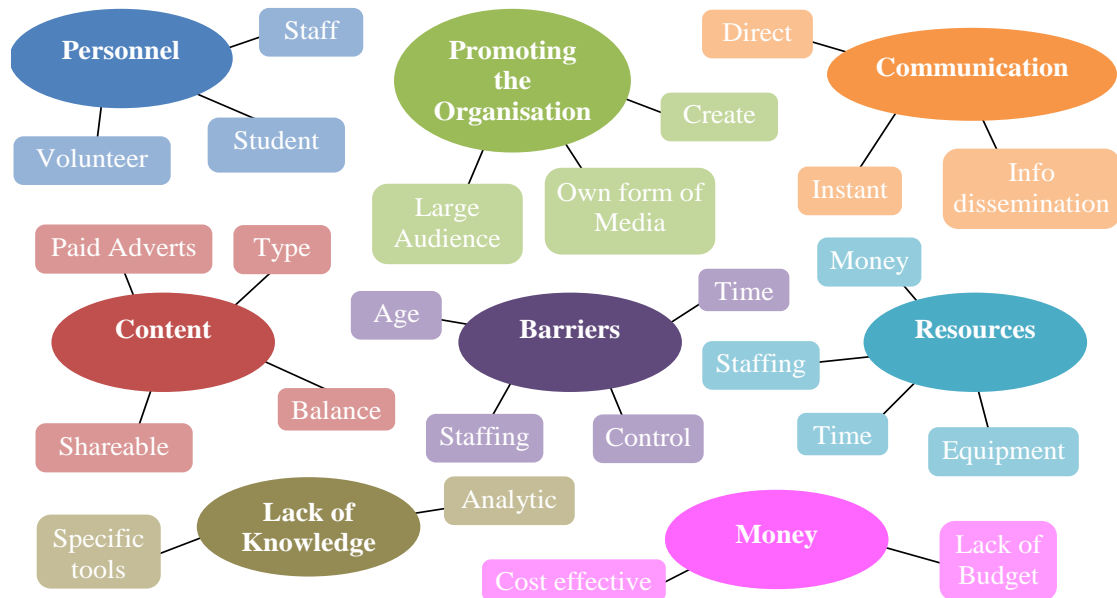 Personnel
Staff
Volunteer
Student
Promoting
the
Organisation
Create
Large
Audience
Own form of
Media
Communication
Direct
Instant
Info
dissemination
Content
Paid Adverts
Type
Balance
Shareable
Barriers
Age
Time
Staffing
Control
Resources
Money
Staffing
Time
Equipment
Lack of
Knowledge
Analytic
Specific
tools
Money
Cost effective
Lack of
Budget